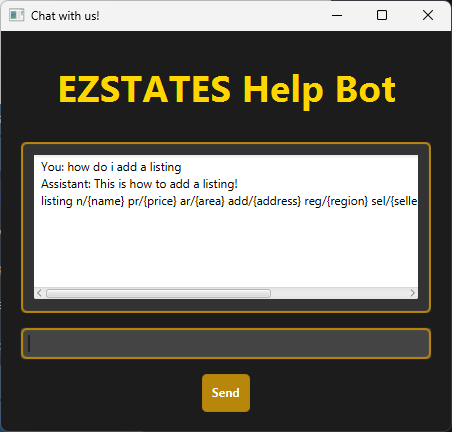 Chat with us!
EZSTATES Help Bot
You: how do i add a listing
Assistant: This is how to add a listing!
listing n/{name} pr/{price} ar/{area} add/{address} reg/{region} sel/{selle
Send